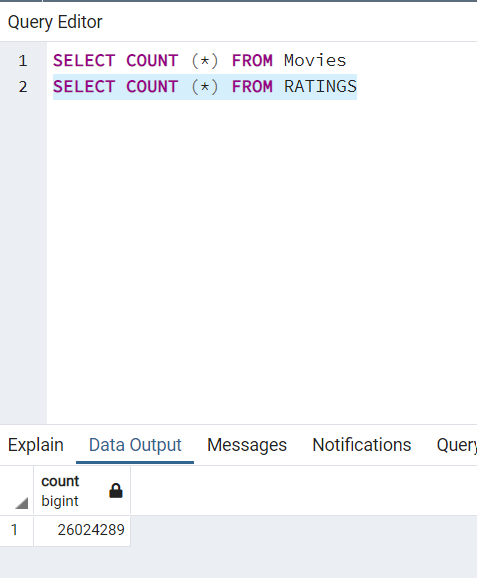 Query Editor
1 SELECT COUNT (*) FROM Movies
2 SELECT COUNT (*) FROM RATINGS
Explain Data Output Messages Notifications Query
count
bigint
1 26024289